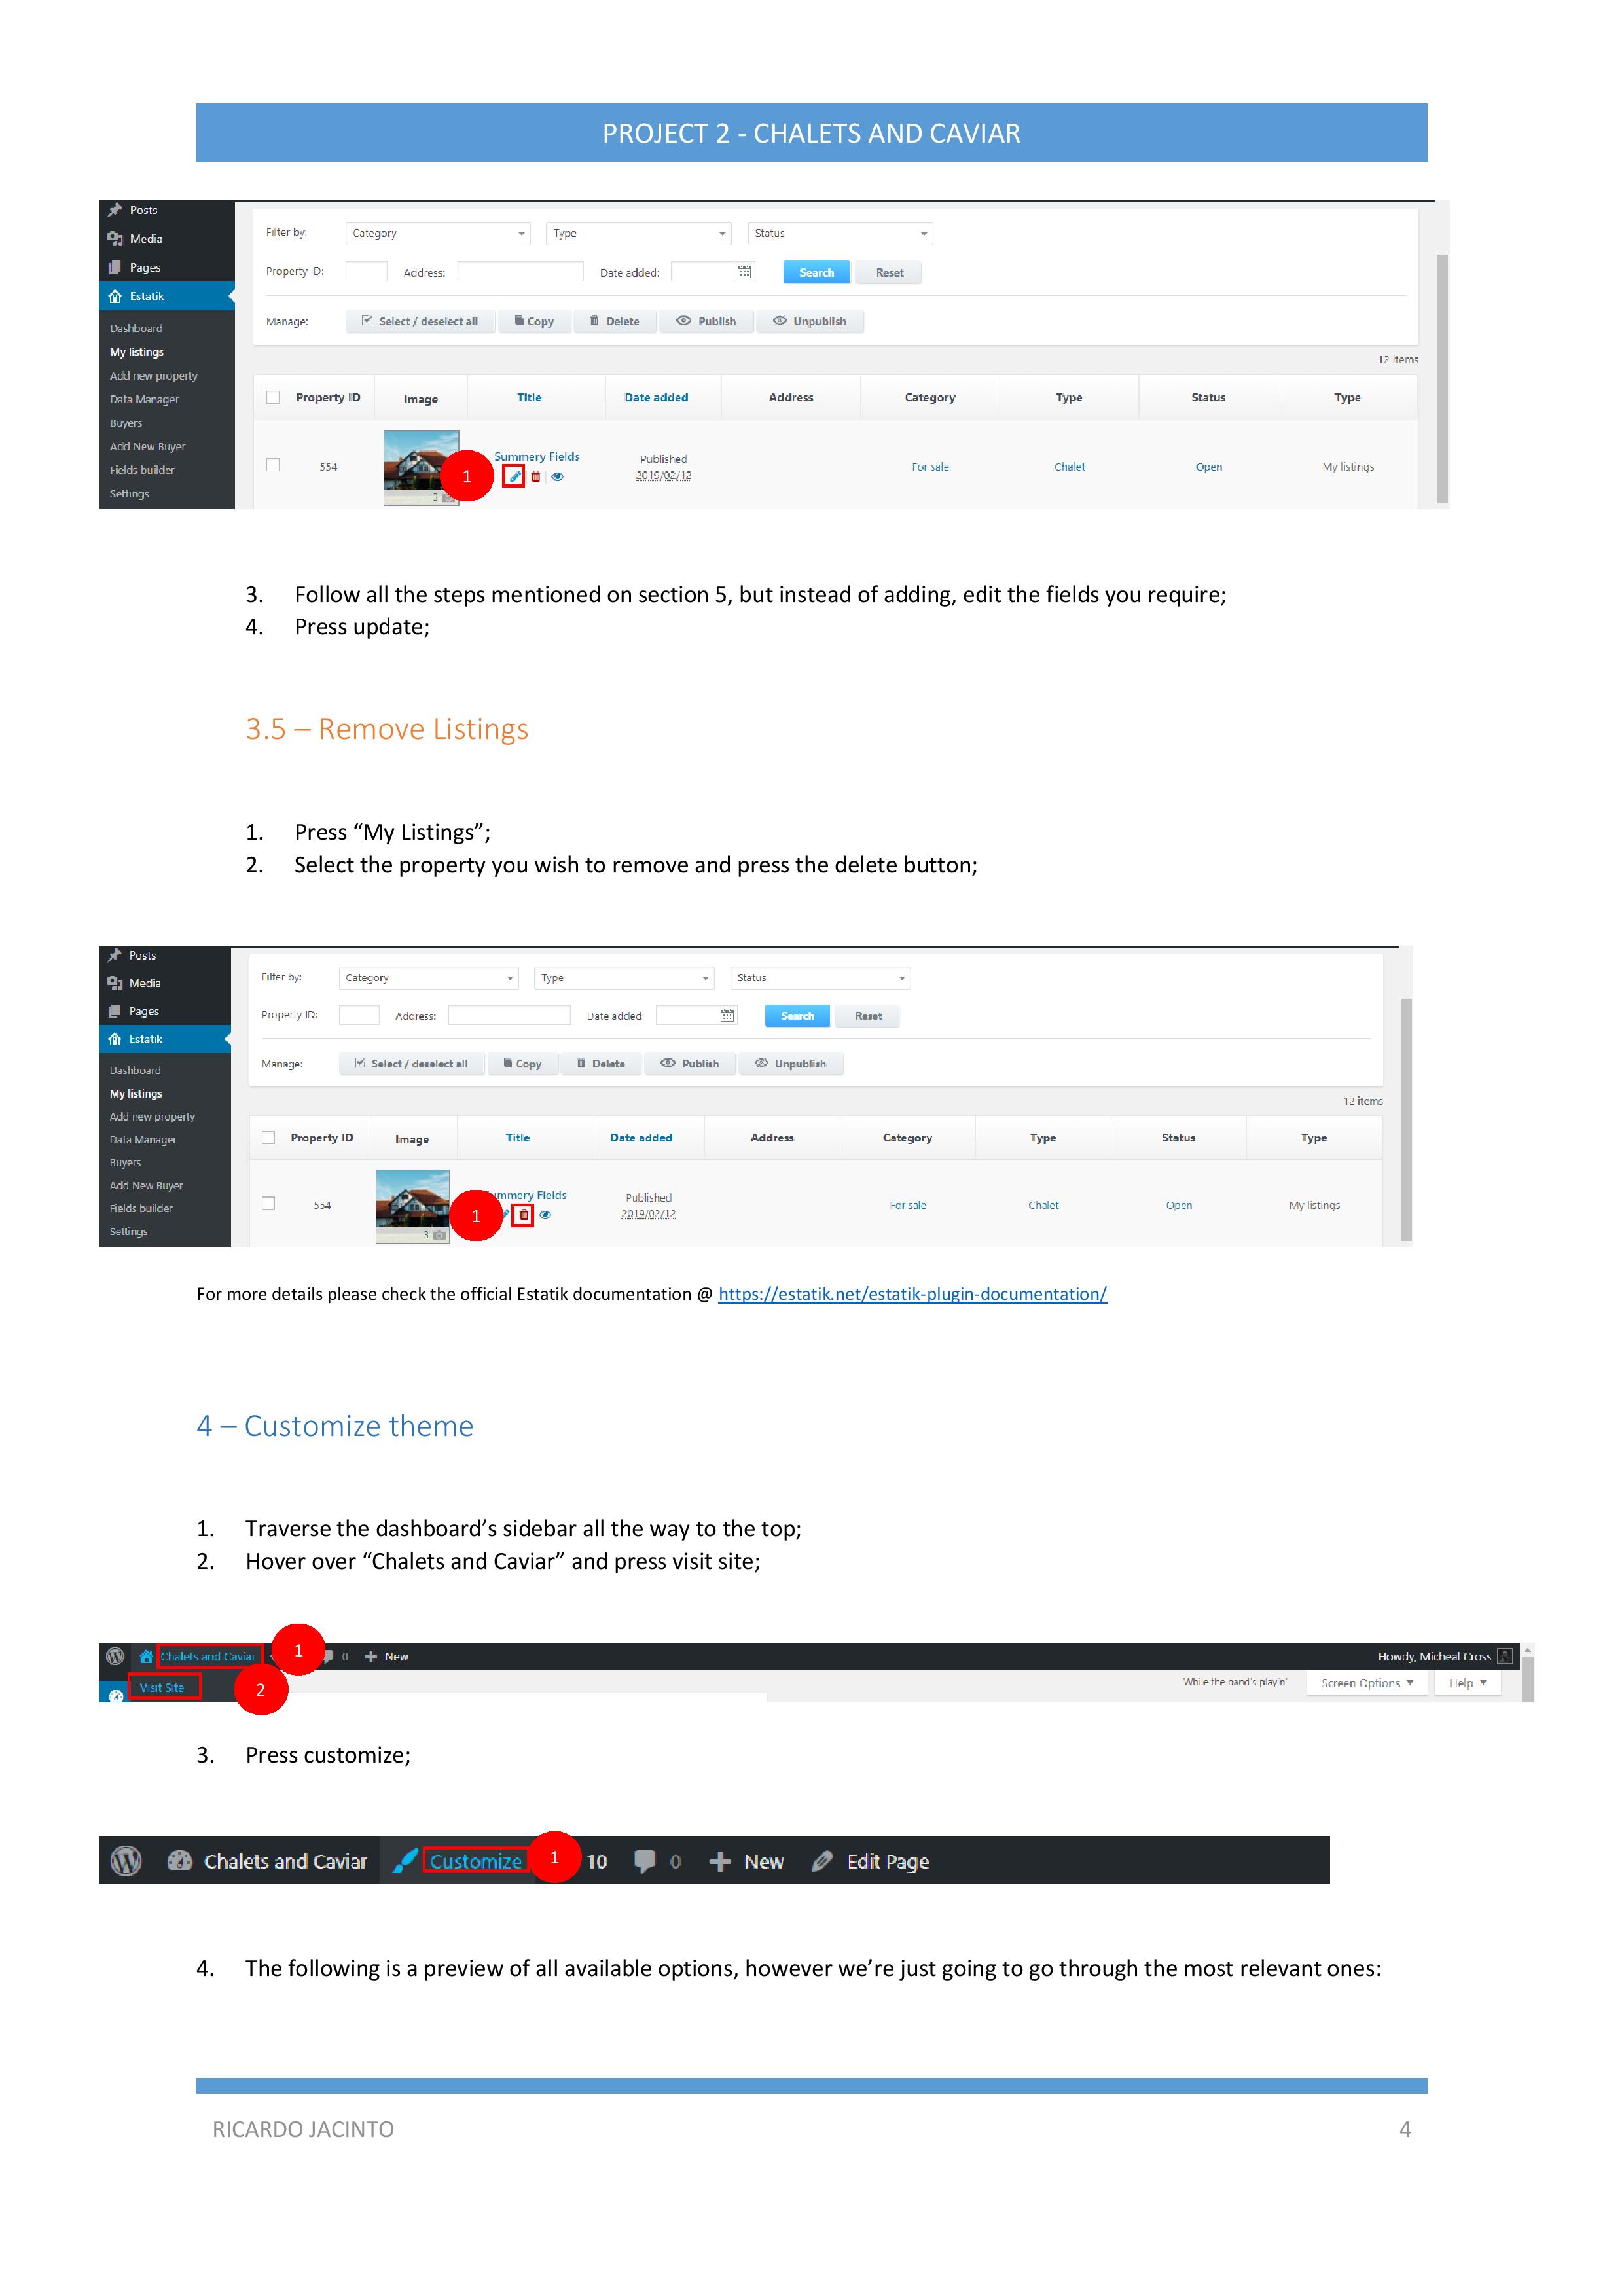 PROJECT 2 - CHALETS AND CAVIAR
Posts
Media
Pages
Estatik
Dashboard
My listings
Add new property
Data Manager
Buyers
Add New Buyer
Fields builder
Settings
Filter by: Category Type Status
Property ID: Address: Date added: Search Reset
Manage: Select / deselect all Copy Delete Publish Unpublish
12 items
Property ID Image Title Date added Address Category Type Status Type
554 3 1 Summery Fields Published 2019/02/12 For sale Chalet Open My listings
3. Follow all the steps mentioned on section 5, but instead of adding, edit the fields you require;
4. Press update;
3.5 – Remove Listings
1. Press “My Listings”;
2. Select the property you wish to remove and press the delete button;
Posts
Media
Pages
Estatik
Dashboard
My listings
Add new property
Data Manager
Buyers
Add New Buyer
Fields builder
Settings
Filter by: Category Type Status
Property ID: Address: Date added: Search Reset
Manage: Select / deselect all Copy Delete Publish Unpublish
12 items
Property ID Image Title Date added Address Category Type Status Type
554 3 1 ummery Fields Published 2019/02/12 For sale Chalet Open My listings
For more details please check the official Estatik documentation @ https://estatik.net/estatik-plugin-documentation/
4 – Customize theme
1. Traverse the dashboard’s sidebar all the way to the top;
2. Hover over “Chalets and Caviar” and press visit site;
Chalets and Caviar 1 0 New Howdy, Micheal Cross
Visit Site 2 'While the band's playin' Screen Options Help
3. Press customize;
Chalets and Caviar Customize 1 10 0 New Edit Page
4. The following is a preview of all available options, however we’re just going to go through the most relevant ones:
RICARDO JACINTO 4